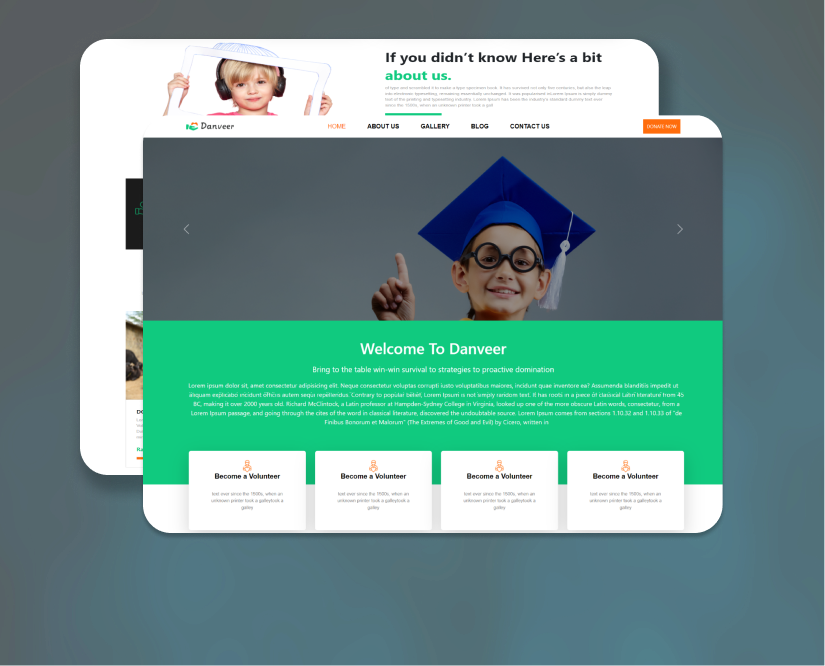 If you didn't know Here's a bit
about us.
of type and scrambled it to make a type specimen book. It has survived not only five centuries, but also the leap
into electronic typesetting, remaining essentially unchanged. It was popularised
text of the printing and typesetting industry. Lorem Ipsum has been the industry's standard dummy text ever
since the 1500s, when an unknown printer took a gall
Danveer
HOME
ABOUT US
GALLERY
BLOG
CONTACT US
DONATE NOW
Welcome To Danveer
Bring to the table win-win survival to strategies to proactive domination
Lorem ipsum dolor sit, amet consectetur adipisicing elit. Neque consectetur voluptas corrupti iusto voluptatibus maiores, incidunt quae inventore ea? Assumenda blanditiis impedit ut
aliquam explicabo incidunt officia autem sequi repellendus. Contrary to popular belief, Lorem Ipsum is not simply random text. It has roots in a piece of classical Latin literature from 45
BC, making it over 2000 years old. Richard McClintock, a Latin professor at Hampden-Sydney College in Virginia, looked up one of the more obscure Latin words, consectetur, from a
Lorem Ipsum passage, and going through the cites of the word in classical literature, discovered the undoubtable source. Lorem Ipsum comes from sections 1.10.32 and 1.10.33 of "de
Finibus Bonorum et Malorum" (The Extremes of Good and Evil) by Cicero, written in
Become a Volunteer
text ever since the 1500s, when an
unknown printer took a galleytook a
galley
Become a Volunteer
text ever since the 1500s, when an
unknown printer took a galleytook a
galley
Become a Volunteer
text ever since the 1500s, when an
unknown printer took a galleytook a
galley
Become a Volunteer
text ever since the 1500s, when an
unknown printer took a galleytook a
galley